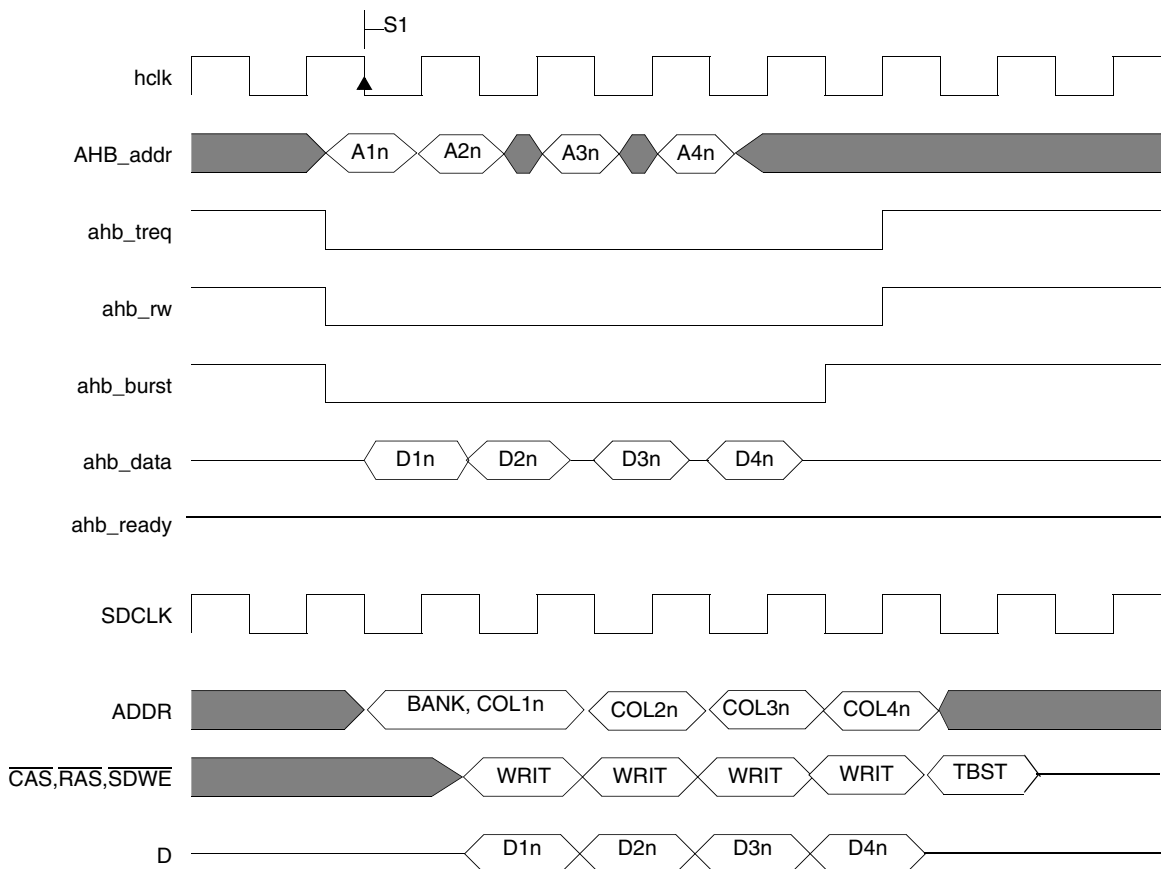 S1
hclk
AHB_addr A1n A2n A3n A4n
ahb_treq
ahb_rw
ahb_burst
ahb_data D1n D2n D3n D4n
ahb_ready
SDCLK
ADDR BANK, COL1n COL2n COL3n COL4n
CAS,RAS,SDWE WRIT WRIT WRIT WRIT TBST
D D1n D2n D3n D4n